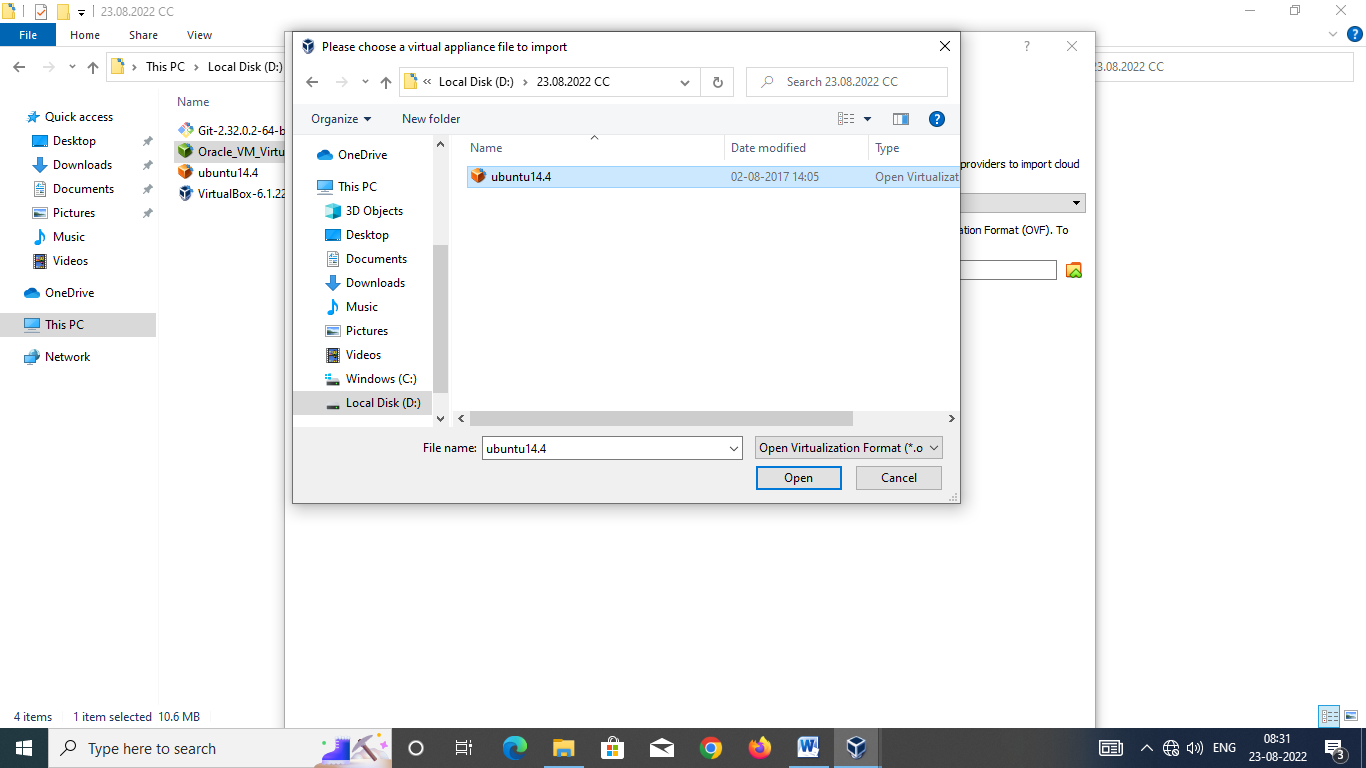 23.08.2022 CC
File Home Share View
This PC Local Disk (D:)
23.08.2022 CC
Quick access
Desktop
Downloads
Documents
Pictures
Music
Videos
OneDrive
This PC
Network
Name
Git-2.32.0.2-64-b
Oracle_VM_Virtu
ubuntu14.4
VirtualBox-6.1.22
Please choose a virtual appliance file to import
« Local Disk (D:) 23.08.2022 CC
Search 23.08.2022 CC
Organize New folder
OneDrive
This PC
3D Objects
Desktop
Documents
Downloads
Music
Pictures
Videos
Windows (C:)
Local Disk (D:)
Name Date modified Type
ubuntu14.4 02-08-2017 14:05 Open Virtualizat
File name: ubuntu14.4 Open Virtualization Format (*.o
Open Cancel
?
providers to import cloud
ation Format (OVF). To
4 items 1 item selected 10.6 MB
Type here to search
ENG
08:31
23-08-2022
3